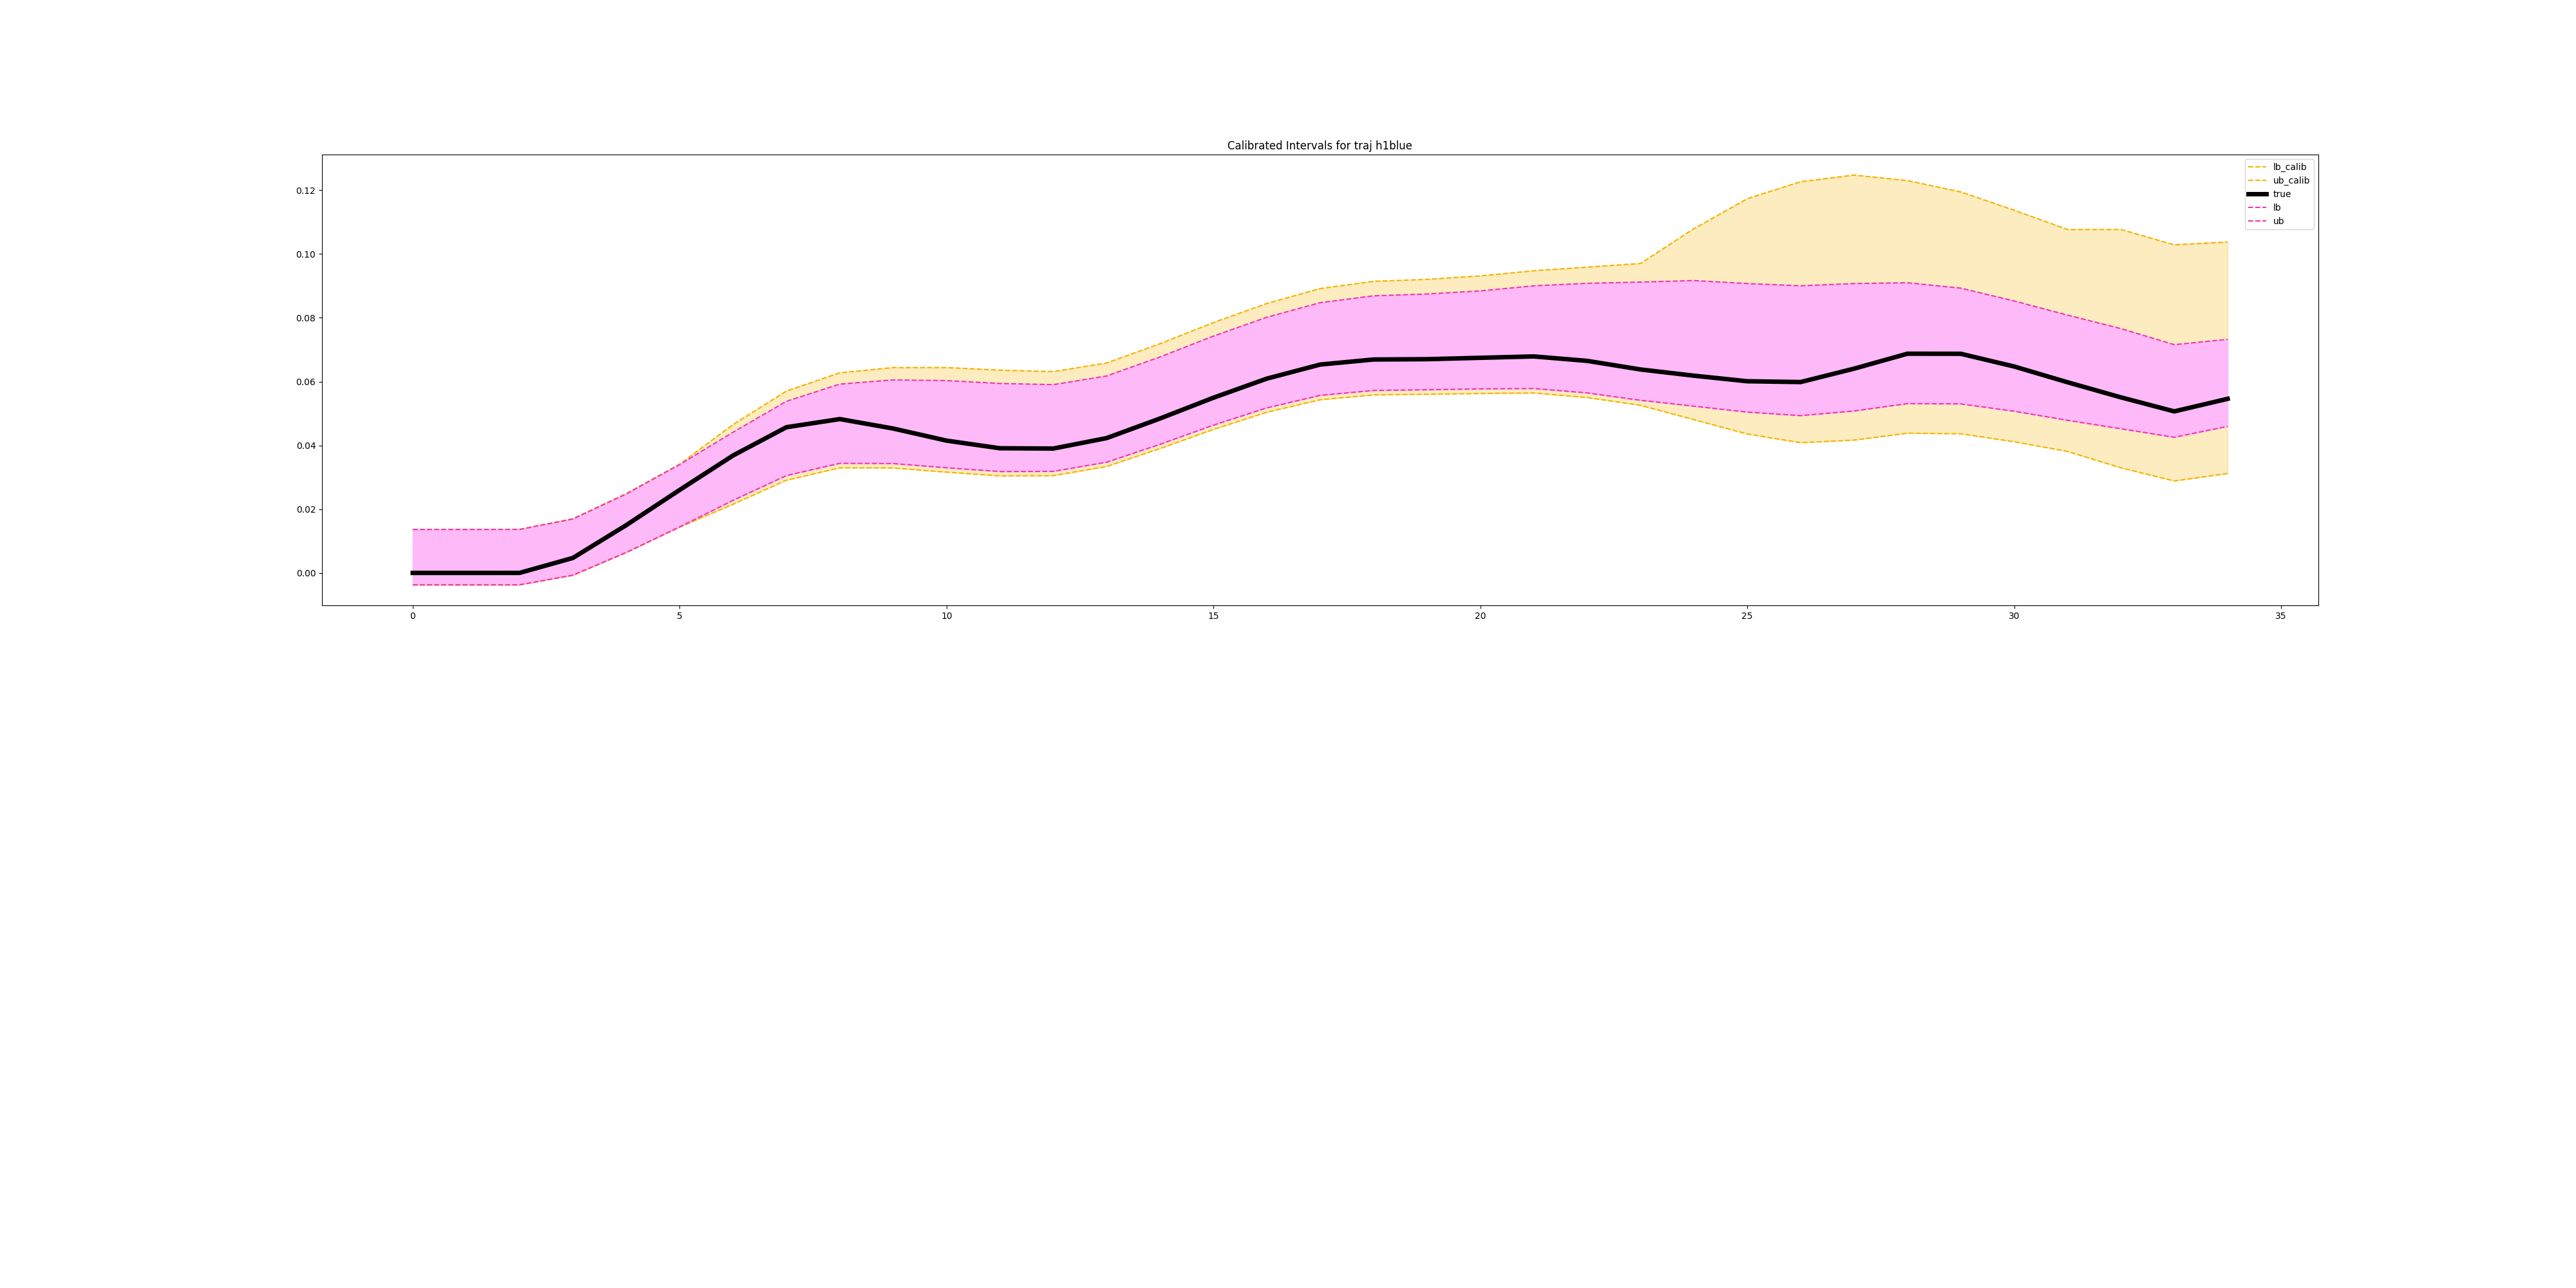 Calibrated Intervals for traj h1blue
0.12
0.10
0.08
0.06
0.04
0.02
0.00
lb_calib
ub_calib
true
lb
ub
0 5 10 15 20 25 30 35